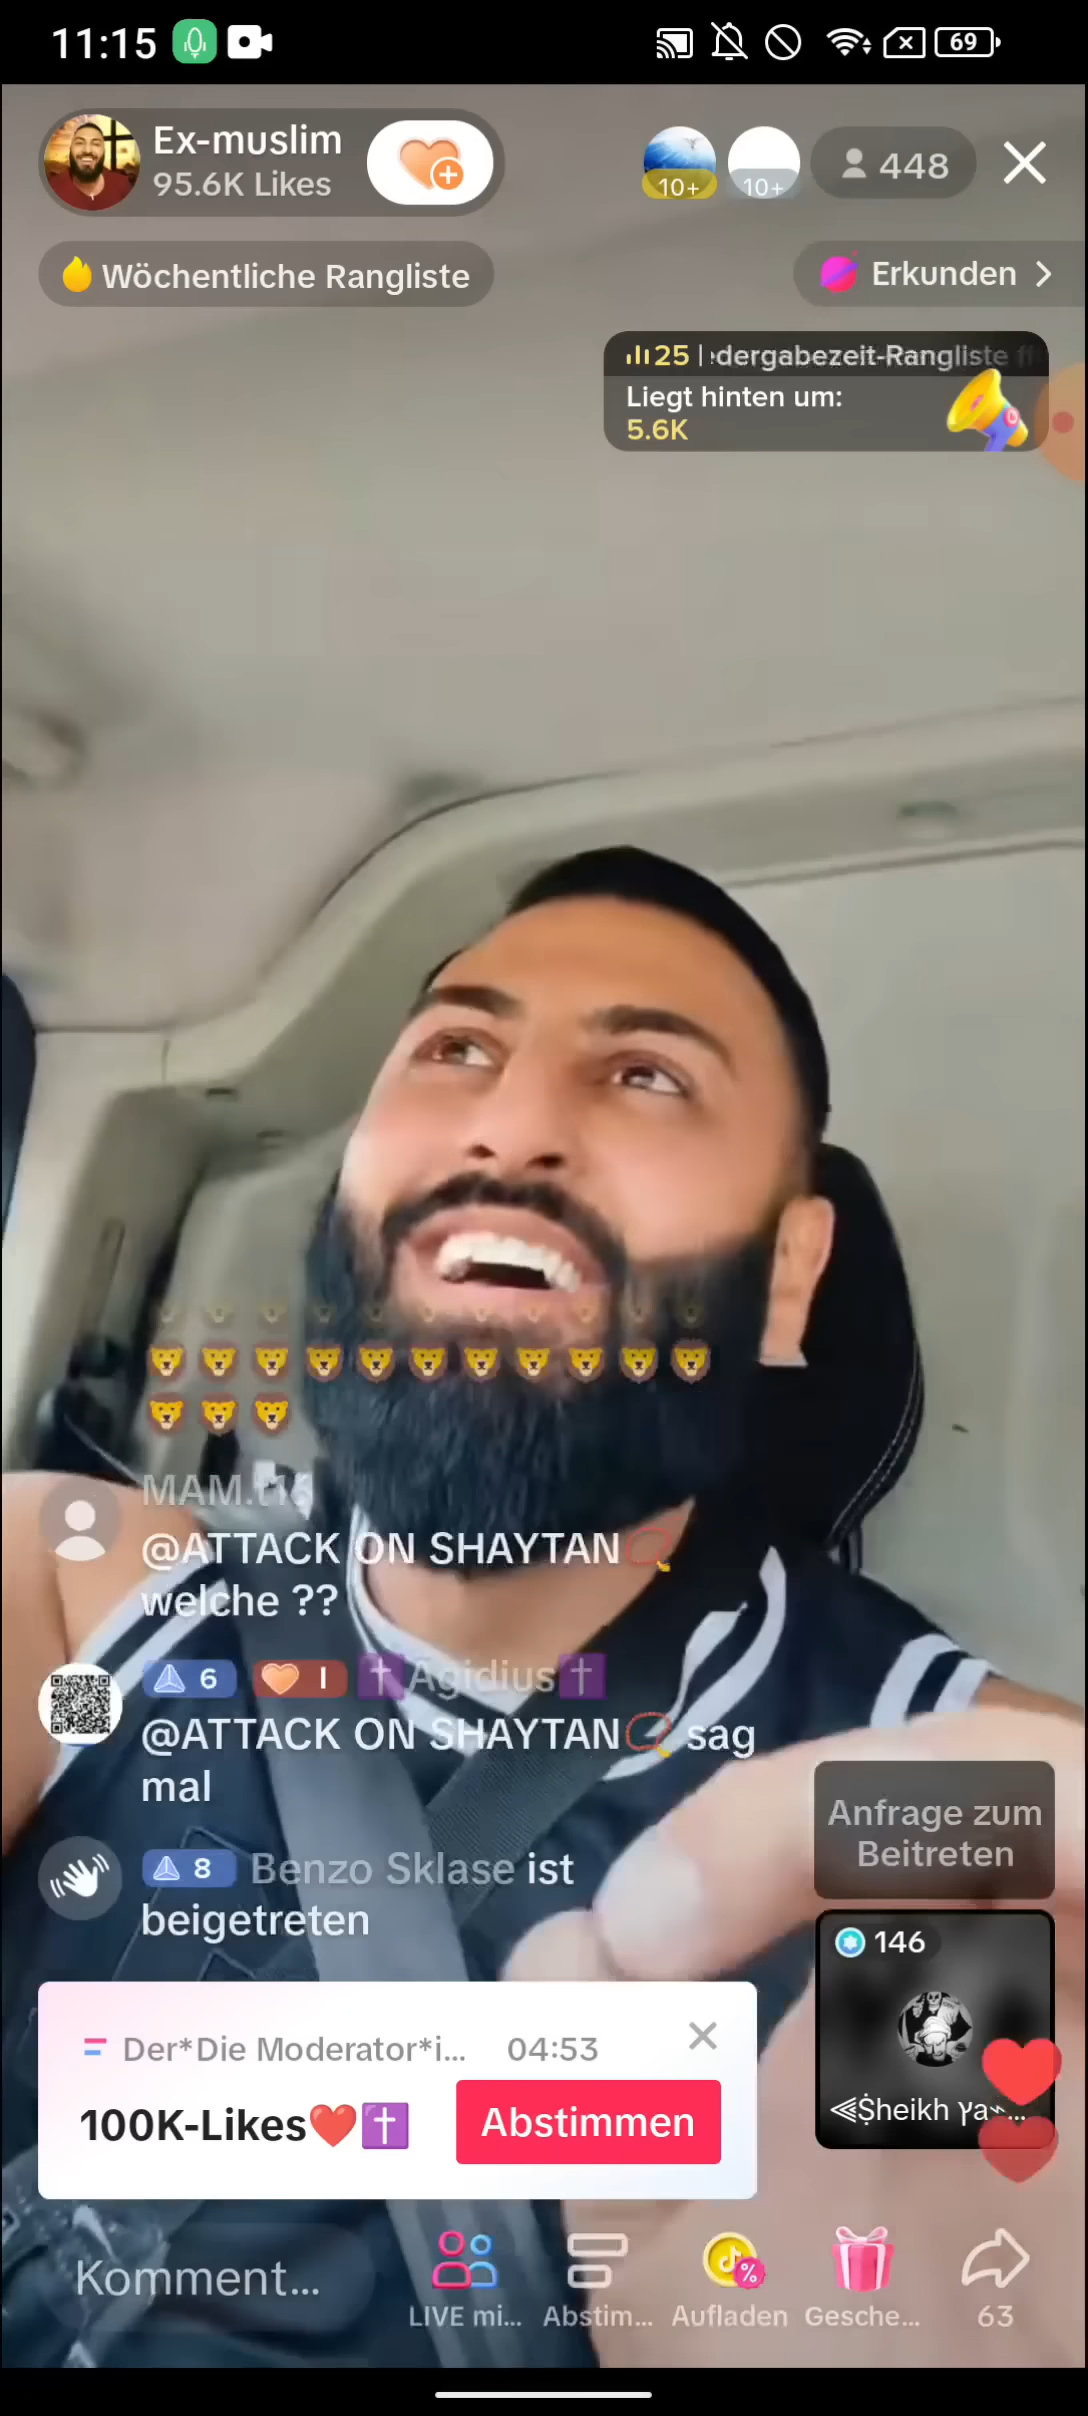 11:15
69
Ex-muslim
95.6K Likes
10+
10+
448
Wöchentliche Rangliste
Erkunden
25 | dergabezeit-Rangliste
Liegt hinten um:
5.6K
MAM.t16
@ATTACK ON SHAYTAN📿
welche ??
6 I ✝️Ägidius✝️
@ATTACK ON SHAYTAN📿 sag
mal
8 Benzo Sklase ist
beigetreten
Anfrage zum
Beitreten
146
Der*Die Moderator*i... 04:53
100K-Likes❤️✝️
Abstimmen
Komment...
LIVE mi...
Abstim...
Aufladen
Gesche...
63